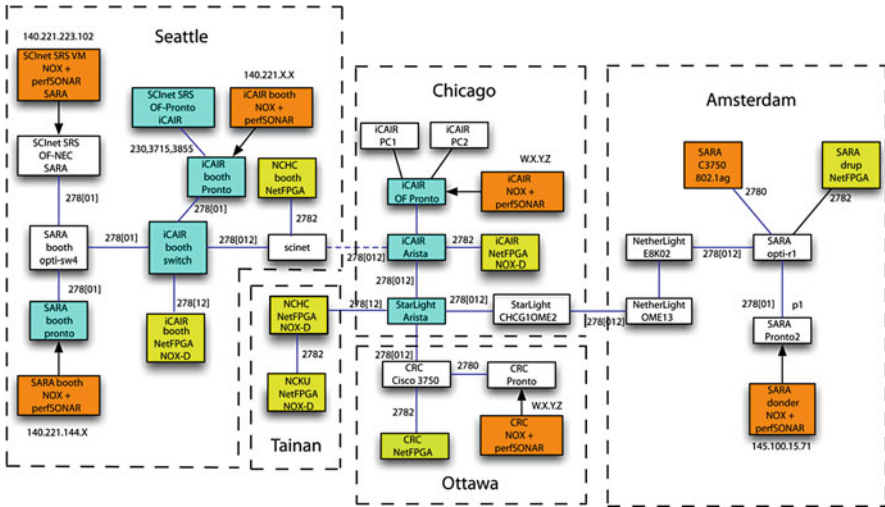 Seattle
140.221.223.102
SCInet SRS VM
NOX +
perfSONAR
SARA
SCInet SRS
OF-NEC
SARA
278[01]
SARA
booth
opti-sw4
278[01]
SARA
booth
pronto
SARA booth
NOX +
perfSONAR
140.221.144.X
SCInet SRS
OF-Pronto
iCAIR
230,3715,3855
140.221.X.X
iCAIR booth
NOX +
perfSONAR
iCAIR
booth
Pronto
278[01]
NCHC
booth
NetFPGA
2782
278[01]
iCAIR
booth
switch
278[012]
scinet
278[12]
iCAIR
booth
NetFPGA
NOX-D
NCHC
NetFPGA
NOX-D
278[12]
2782
NCKU
NetFPGA
NOX-D
Tainan
Chicago
iCAIR
PC1
iCAIR
PC2
W.X.Y.Z
iCAIR
OF Pronto
iCAIR
NOX +
perfSONAR
278[012]
iCAIR
Arista
2782
iCAIR
NetFPGA
NOX-D
278[012]
StarLight
Arista
278[012]
StarLight
CHCG1OME2
278[012]
278[012]
CRC
Cisco 3750
2780
CRC
Pronto
W.X.Y.Z
2782
CRC
NetFPGA
CRC
NOX +
perfSONAR
Ottawa
Amsterdam
SARA
C3750
802.1ag
SARA
drup
NetFPGA
2780
2782
NetherLight
E8K02
278[012]
SARA
opti-r1
NetherLight
OME13
278[01]
p1
SARA
Pronto2
SARA
donder
NOX +
perfSONAR
145.100.15.71